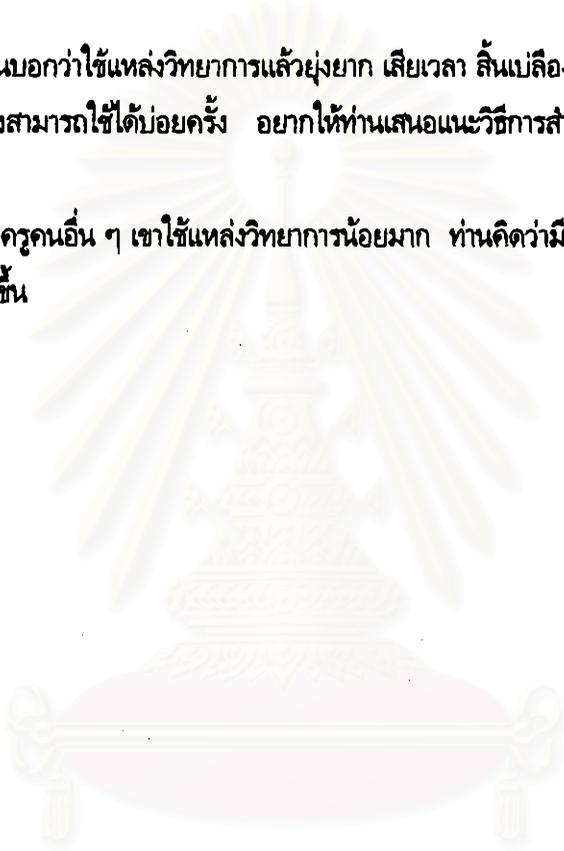 นบอกว่าใช้แหล่งวิทยาการแล้วยุ่งยาก เสียเวลา สิ้นเปลือง
งสามารถใช้ได้บ่อยครั้ง อยากให้ท่านเสนอแนะวิธีการสำ
ครูคนอื่น ๆ เขาใช้แหล่งวิทยาการน้อยมาก ท่านคิดว่ามี
ขึ้น